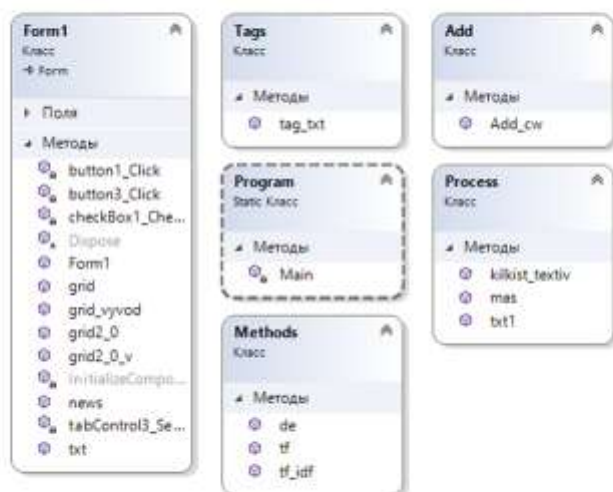 Form1
Класс
Form
Поля
Методы
button1_Click
button3_Click
checkBox1_Che...
Dispose
Form1
grid
grid_vyvod
grid2_0
grid2_0_v
InitializeCompo...
news
tabControl3_Se...
txt
Tags
Класс
Методы
tag_txt
Program
Static Класс
Методы
Main
Methods
Класс
Методы
de
tf
tf_idf
Add
Класс
Методы
Add_cw
Process
Класс
Методы
kilkist_textiv
mas
txt1